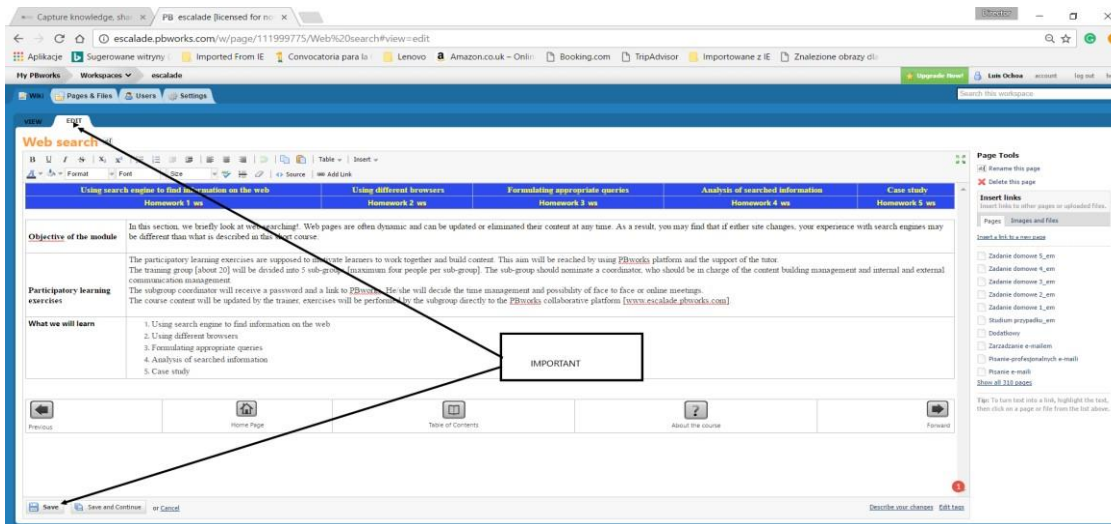 Capture knowledge, sha
PB escalade [licensed for no
Director
escalade.pbworks.com/w/page/111999775/Web%20search#view=edit
Aplikacje
Sugerowane witryny
Imported From IE
Convocatoria para la
Lenovo
Amazon.co.uk – Onlin
Booking.com
TripAdvisor
Importowane z IE
Znalezione obrazy dl
My PBworks Workspaces escalade
Upgrade Now! Luis Ochoa account log out
Wiki Pages & Files Users Settings
Search this workspace
VIEW EDIT
Web search
B U I
Table Insert
Format Font Size Source Add Link
Using search engine to find information on the web Using different browsers Formulating appropriate queries Analysis of searched information Case study
Homework 1 ws Homework 2 ws Homework 3 ws Homework 4 ws Homework 5 ws
Objective of the module
In this section, we briefly look at web searching!. Web pages are often dynamic and can be updated or eliminated their content at any time. As a result, you may find that if either site changes, your experience with search engines may
be different than what is described in this short course.
Participatory learning
exercises
The participatory learning exercises are supposed to motivate learners to work together and build content. This aim will be reached by using PBworks platform and the support of the tutor.
The training group [about 20] will be divided into 5 sub-groups [maximum four people per sub-group]. The sub-group should nominate a coordinator, who should be in charge of the content building management and internal and external
communication management.
The subgroup coordinator will receive a password and a link to PBworks. He/she will decide the time management and possibility of face to face or online meetings.
The course content will be updated by the trainer, exercises will be performed by the subgroup directly to the PBworks collaborative platform [www.escalade.pbworks.com]
What we will learn
1. Using search engine to find information on the web
2. Using different browsers
3. Formulating appropriate queries
4. Analysis of searched information
5. Case study
IMPORTANT
Previous Home Page Table of Contents About the course Forward
1
Save Save and Continue or Cancel
Describe your changes Edit tags
Page Tools
Rename this page
Delete this page
Insert links
Insert links to other pages or uploaded files.
Pages Images and files
Insert a link to a new page
Zadanie domowe 5_em
Zadanie domowe 4_em
Zadanie domowe 3_em
Zadanie domowe 2_em
Zadanie domowe 1_em
Studium przypadku_em
Dodatkowy
Zarzadzanie e-mailem
Pisanie-profesjonalnych e-maili
Pisanie e-maili
Show all 310 pages
Tip: To turn text into a link, highlight the text,
then click on a page or file from the list above.